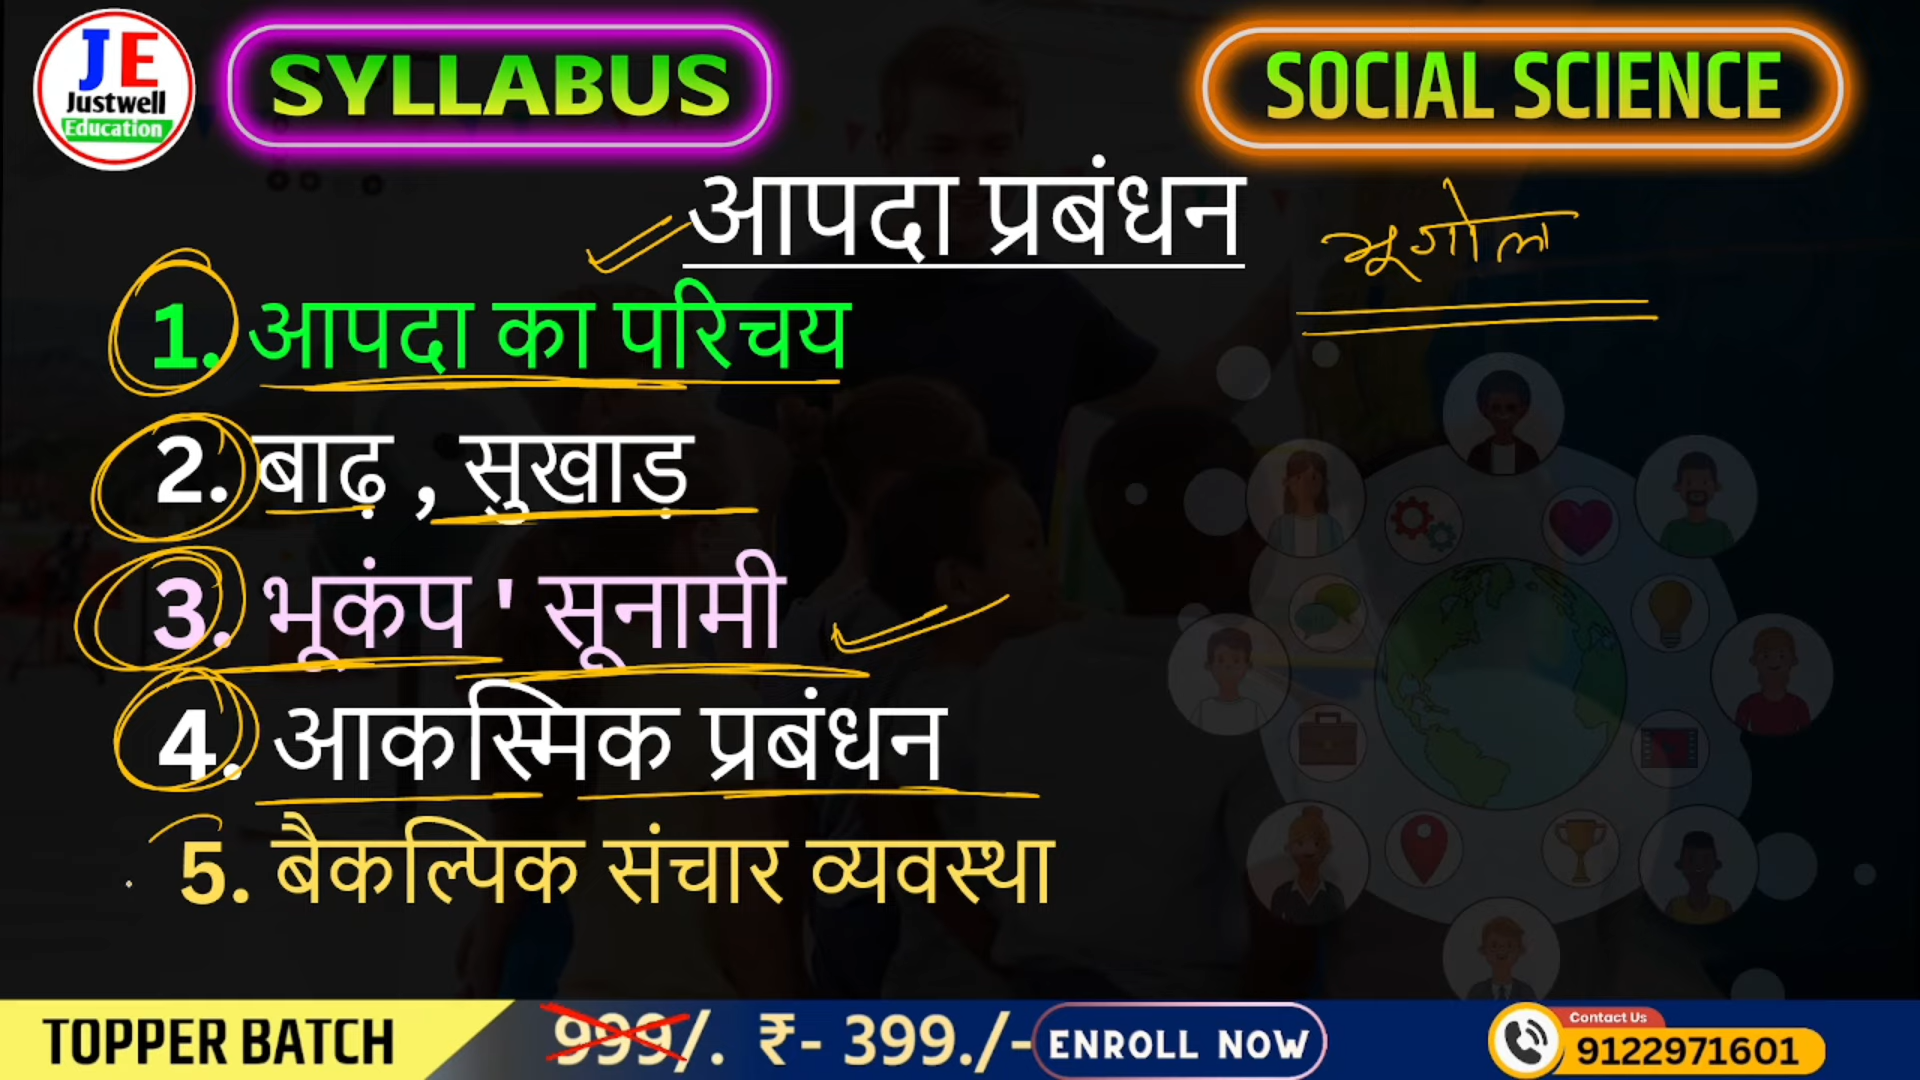 JE
Justwell
Education
SYLLABUS
SOCIAL SCIENCE
आपदा प्रबंधन
भूगोल
1. आपदा का परिचय
2. बाढ़ , सुखाड़
3. भूकंप ' सूनामी
4. आकस्मिक प्रबंधन
5. बैकल्पिक संचार व्यवस्था
TOPPER BATCH
999/. ₹- 399./-
ENROLL NOW
Contact Us
9122971601